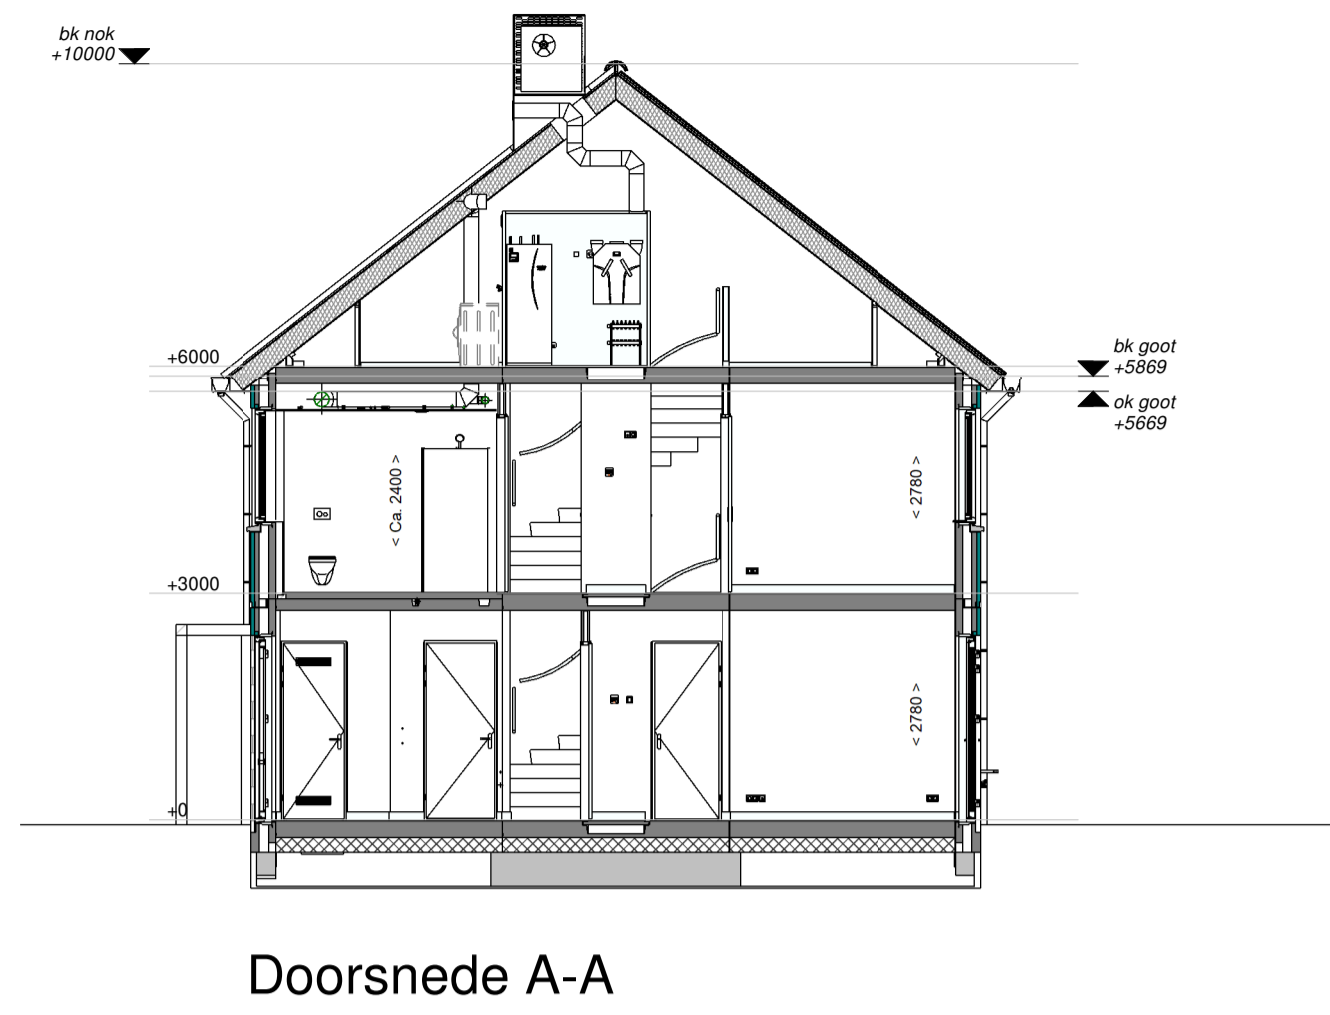 bk nok
+10000
+6000
bk goot
+5869
ok goot
+5669
< Ca. 2400 >
< 2780 >
+3000
< 2780 >
+0
Doorsnede A-A